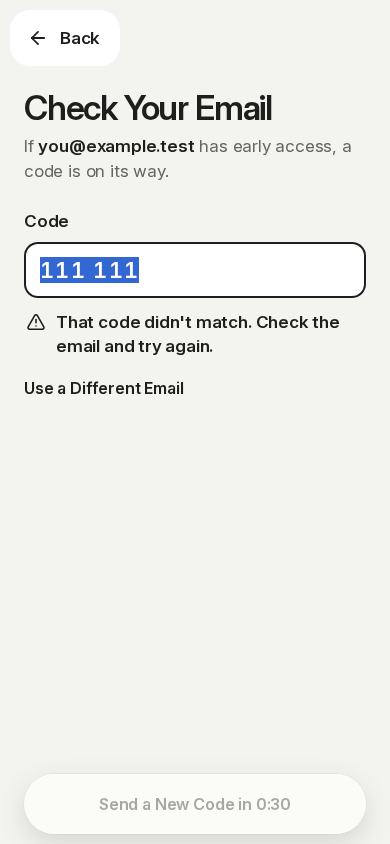 Back
Check Your Email
If you@example.test has early access, a
code is on its way.
Code
111 111
That code didn't match. Check the
email and try again.
Use a Different Email
Send a New Code in 0:30